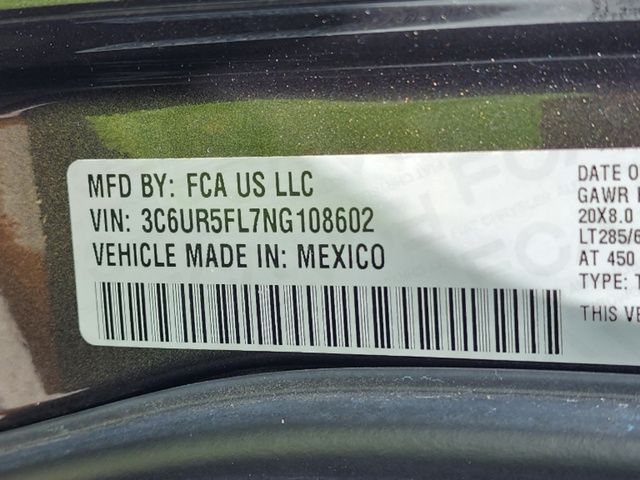 MFD BY: FCA US LLC
VIN: 3C6UR5FL7NG108602
VEHICLE MADE IN: MEXICO
DATE O
GAWR
20X8.0
LT285/6
AT 450
TYPE: T
THIS VE